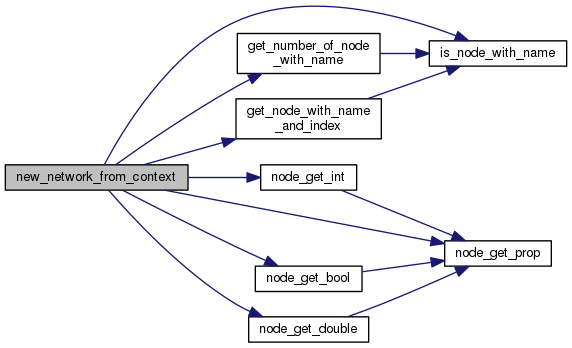 new_network_from_context
get_number_of_node
_with_name
get_node_with_name
_and_index
node_get_int
node_get_bool
node_get_double
is_node_with_name
node_get_prop